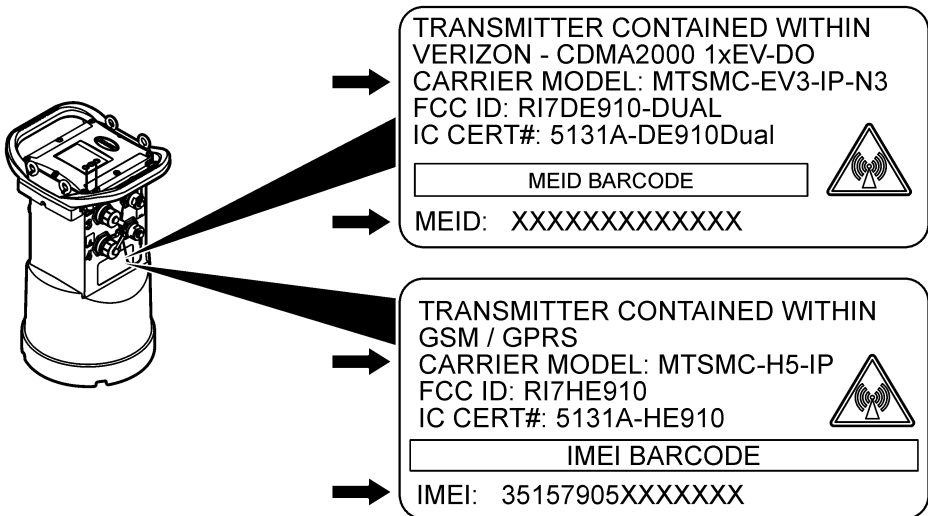 TRANSMITTER CONTAINED WITHIN
VERIZON - CDMA2000 1xEV-DO
CARRIER MODEL: MTSMC-EV3-IP-N3
FCC ID: RI7DE910-DUAL
IC CERT#: 5131A-DE910Dual
MEID BARCODE
MEID: XXXXXXXXXXXXX
TRANSMITTER CONTAINED WITHIN
GSM / GPRS
CARRIER MODEL: MTSMC-H5-IP
FCC ID: RI7HE910
IC CERT#: 5131A-HE910
IMEI BARCODE
IMEI: 35157905XXXXXXX